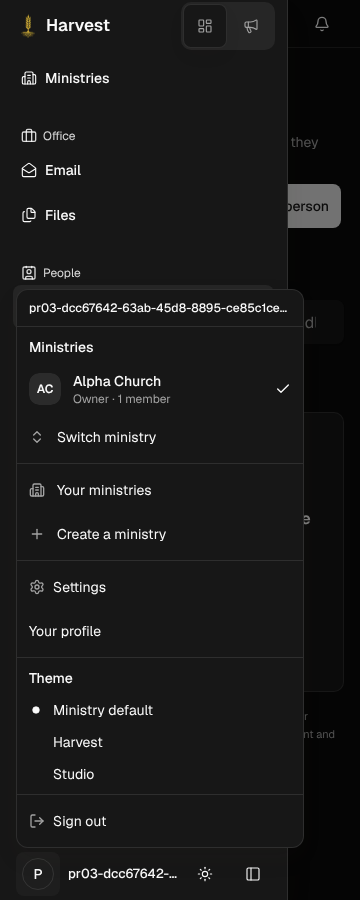 Harvest
Ministries
they
Office
Email
person
Files
People
pr03-dcc67642-63ab-45d8-8895-ce85c1ce...
Ministries
AC
Alpha Church
Owner · 1 member
Switch ministry
Your ministries
Create a ministry
Settings
Your profile
Theme
Ministry default
nt and
Harvest
Studio
Sign out
P
pr03-dcc67642-...